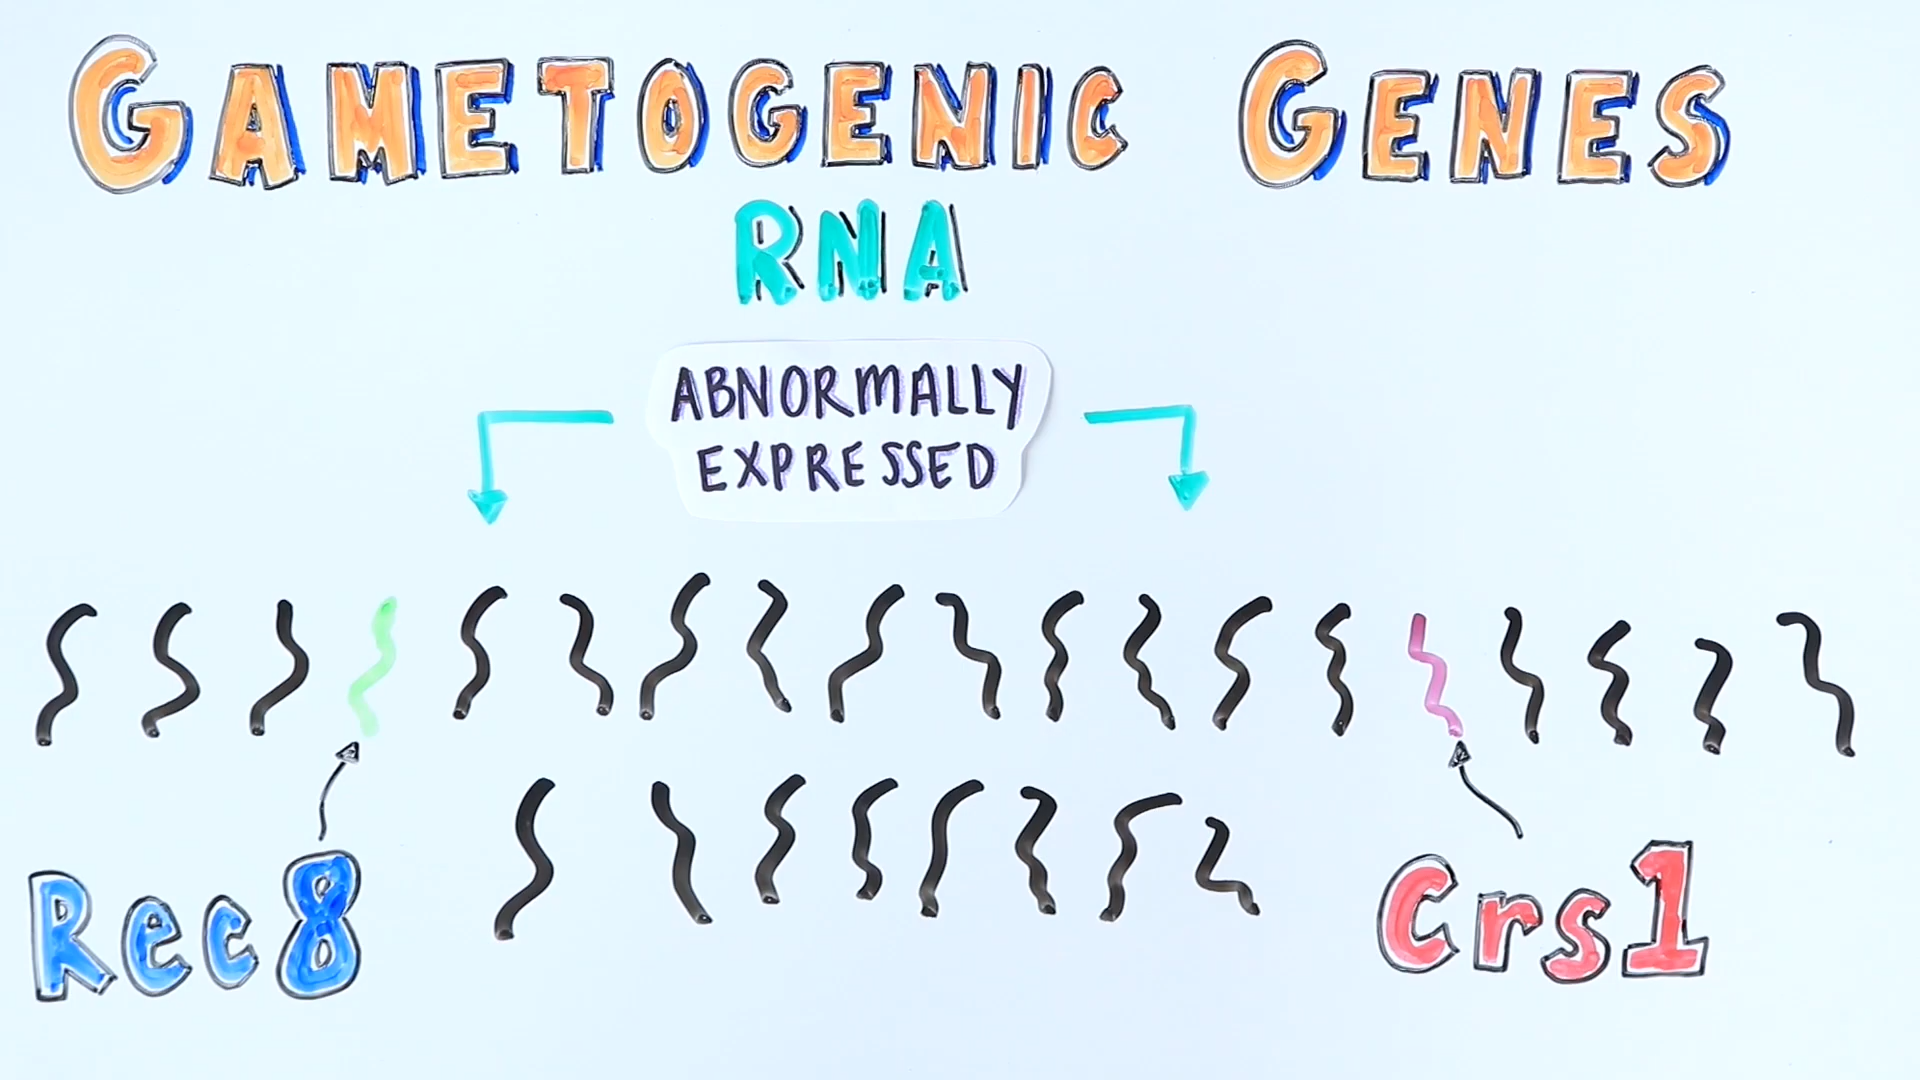 GAMETOGENIC GENES
RNA
ABNORMALLY
EXPRESSED
Rec8
Crs1